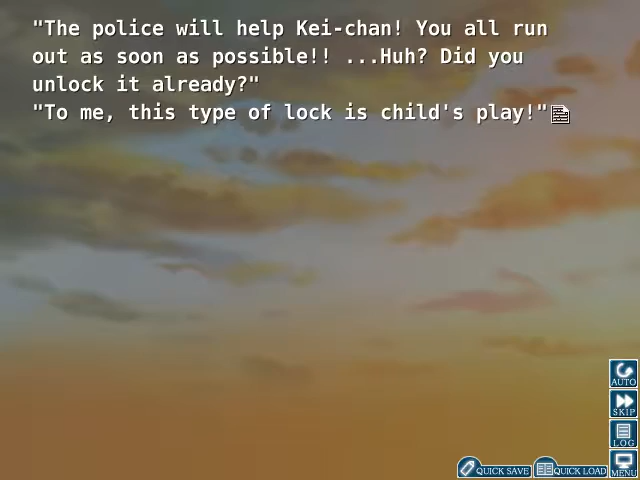 "The police will help Kei-chan! You all run
out as soon as possible!! ...Huh? Did you
unlock it already?"
"To me, this type of lock is child's play!"
AUTO
SKIP
LOG
QUICK SAVE
QUICK LOAD
MENU